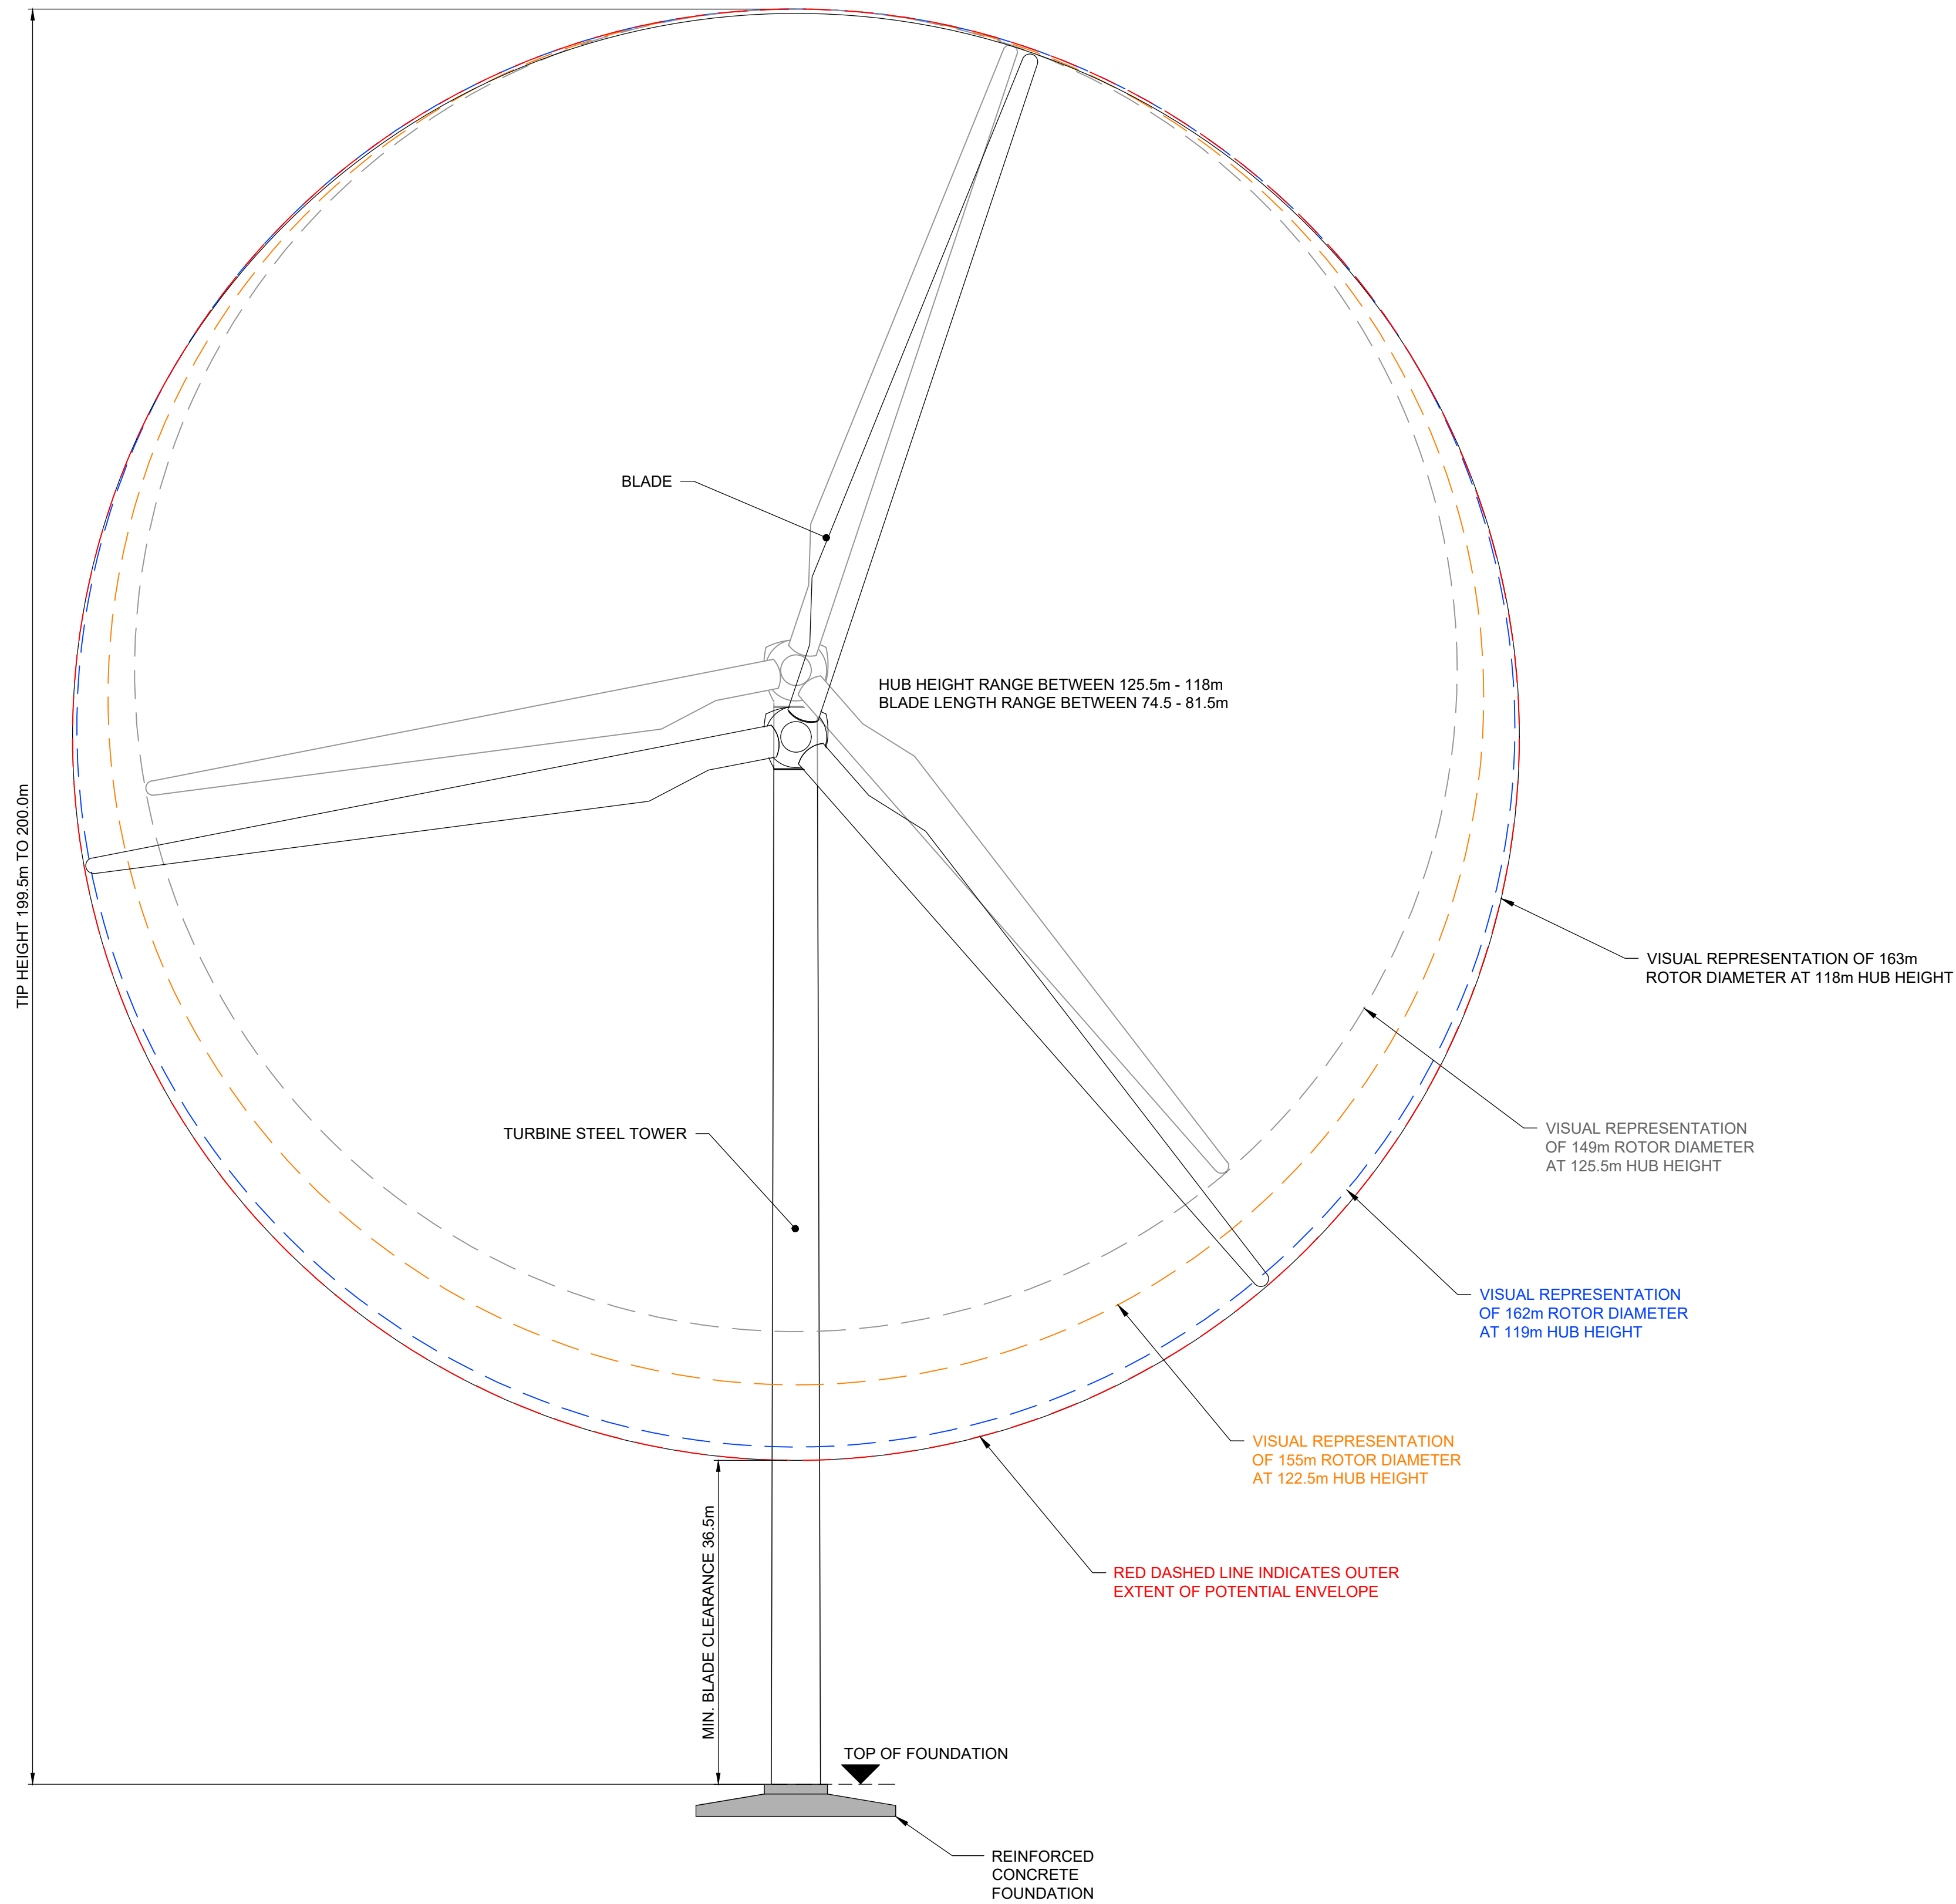 BLADE
HUB HEIGHT RANGE BETWEEN 125.5m - 118m
BLADE LENGTH RANGE BETWEEN 74.5 - 81.5m
TIP HEIGHT 199.5m TO 200.0m
VISUAL REPRESENTATION OF 163m
ROTOR DIAMETER AT 118m HUB HEIGHT
TURBINE STEEL TOWER
VISUAL REPRESENTATION
OF 149m ROTOR DIAMETER
AT 125.5m HUB HEIGHT
VISUAL REPRESENTATION
OF 162m ROTOR DIAMETER
AT 119m HUB HEIGHT
VISUAL REPRESENTATION
OF 155m ROTOR DIAMETER
AT 122.5m HUB HEIGHT
MIN. BLADE CLEARANCE 36.5m
RED DASHED LINE INDICATES OUTER
EXTENT OF POTENTIAL ENVELOPE
TOP OF FOUNDATION
REINFORCED
CONCRETE
FOUNDATION